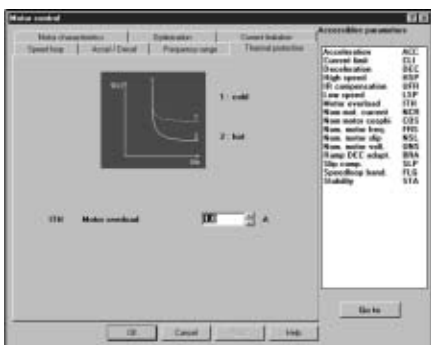 Motor control
Motor characteristics
Optimisation
Current limitation
Speed loop
Accel / Decel
Frequency range
Thermal protection
1 : cold
2 : hot
ITH
Motor overload
A
OK
Cancel
Help
Accessibles parameters
Acceleration ACC
Current limit CLI
Deceleration DEC
High speed HSP
IR compensation UFR
Low speed LSP
Motor overload ITH
Nom mot. current NCR
Nom motor cosphi COS
Nom. motor freq. FRS
Nom. motor slip NSL
Nom. motor volt. UNS
Ramp DEC adapt. BRA
Slip comp. SLP
Speedloop band. FLG
Stability STA
Go to